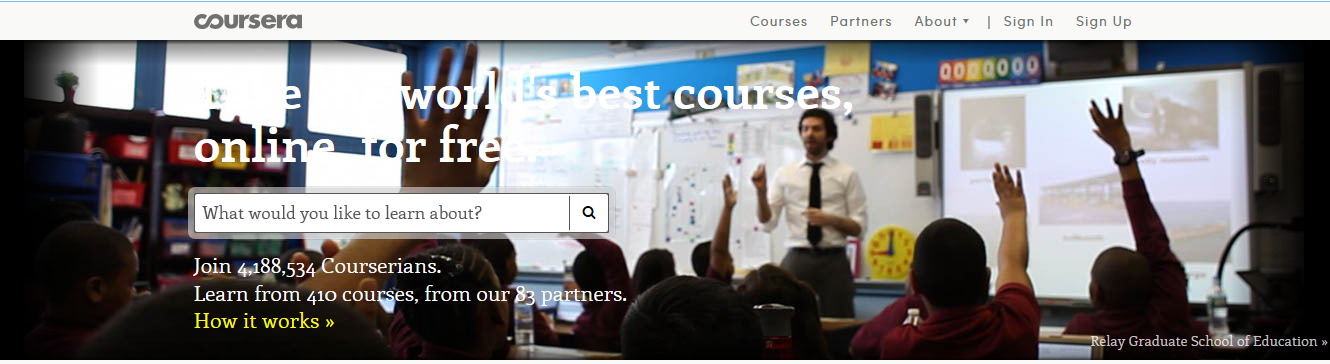 coursera
Courses
Partners
About
|
Sign In
Sign Up
Take the world's best courses,
online, for free.
What would you like to learn about?
Join 4,188,534 Courserians.
Learn from 410 courses, from our 83 partners.
How it works »
Relay Graduate School of Education »